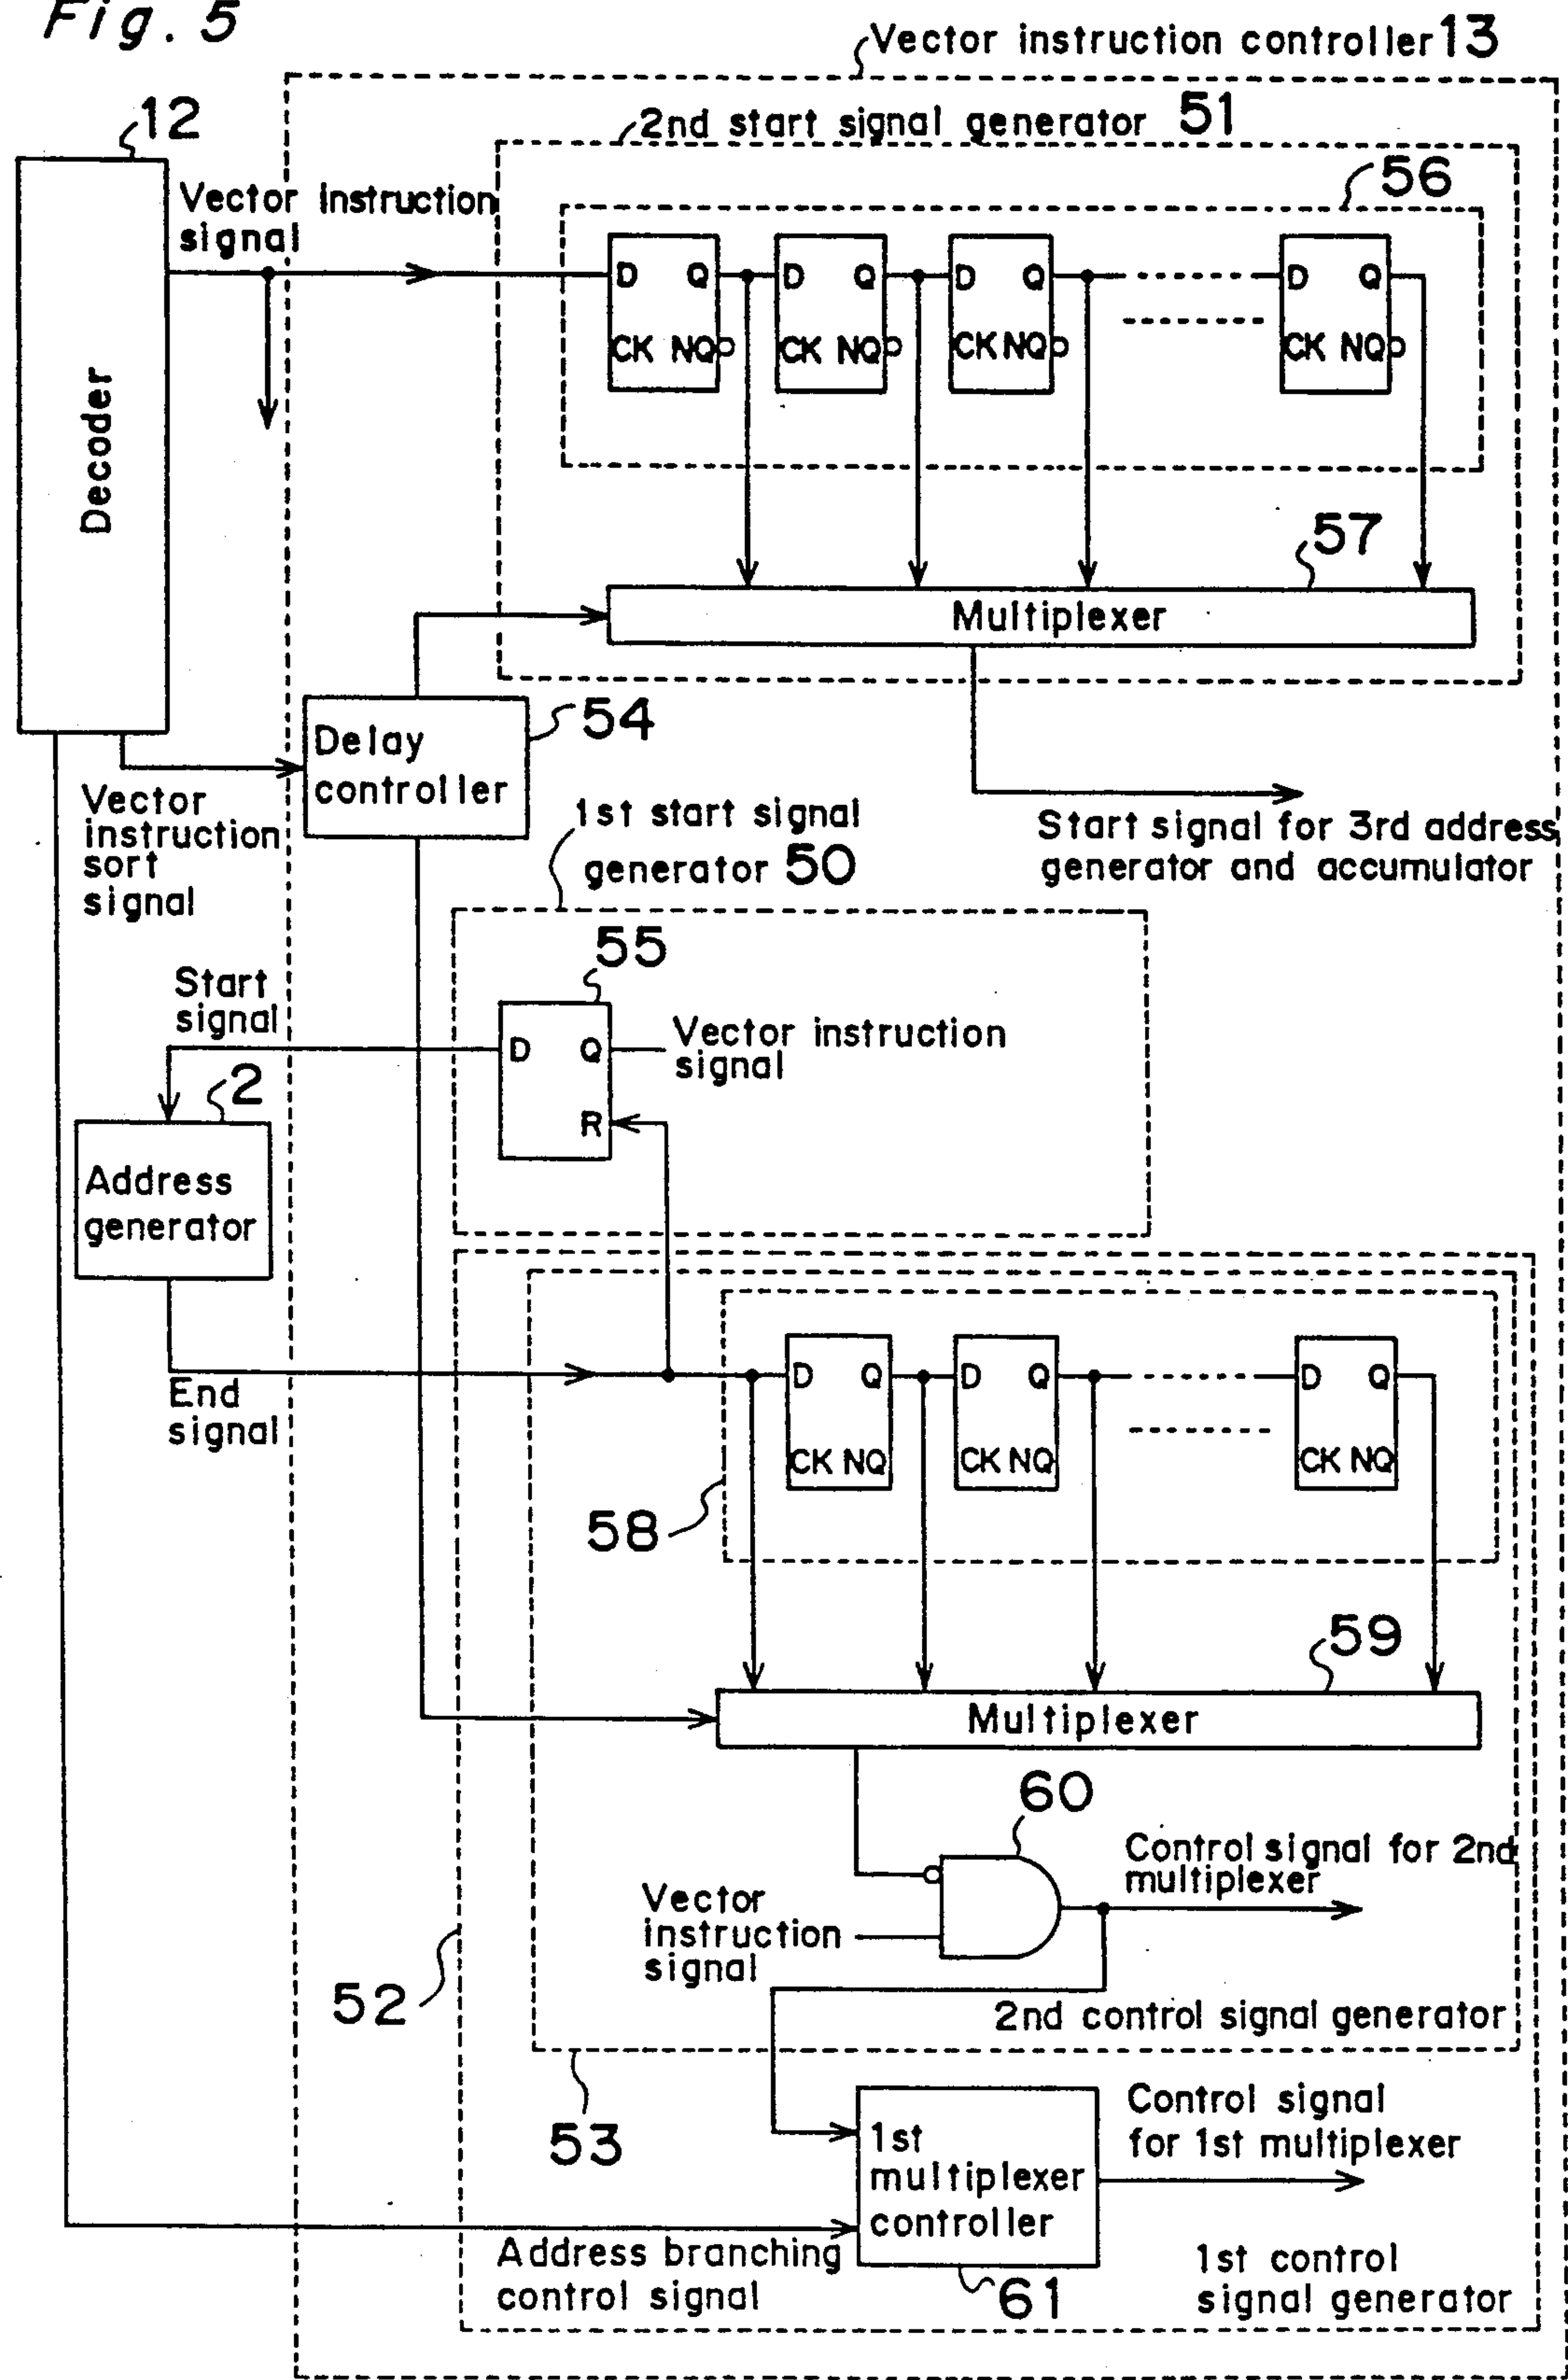 Fig. 5
Vector instruction controller 13
12
2nd start signal generator 51
56
Vector Instruction
signal
D Q D Q D Q D Q
CK NQ CK NQ CK NQ CK NQ
Decoder
57
Multiplexer
54
Delay
controller
Vector
instruction
sort
signal
1st start signal
generator 50
Start signal for 3rd address
generator and accumulator
55
Start
signal
D Q
Vector instruction
signal
R
2
Address
generator
D Q D Q D Q
End
signal
CK NQ CK NQ CK NQ
58
59
Multiplexer
60
Control signal for 2nd
multiplexer
Vector
instruction
signal
52
2nd control signal generator
53
Control signal
for 1st multiplexer
1st
multiplexer
controller
Address branching
control signal
61
1st control
signal generator